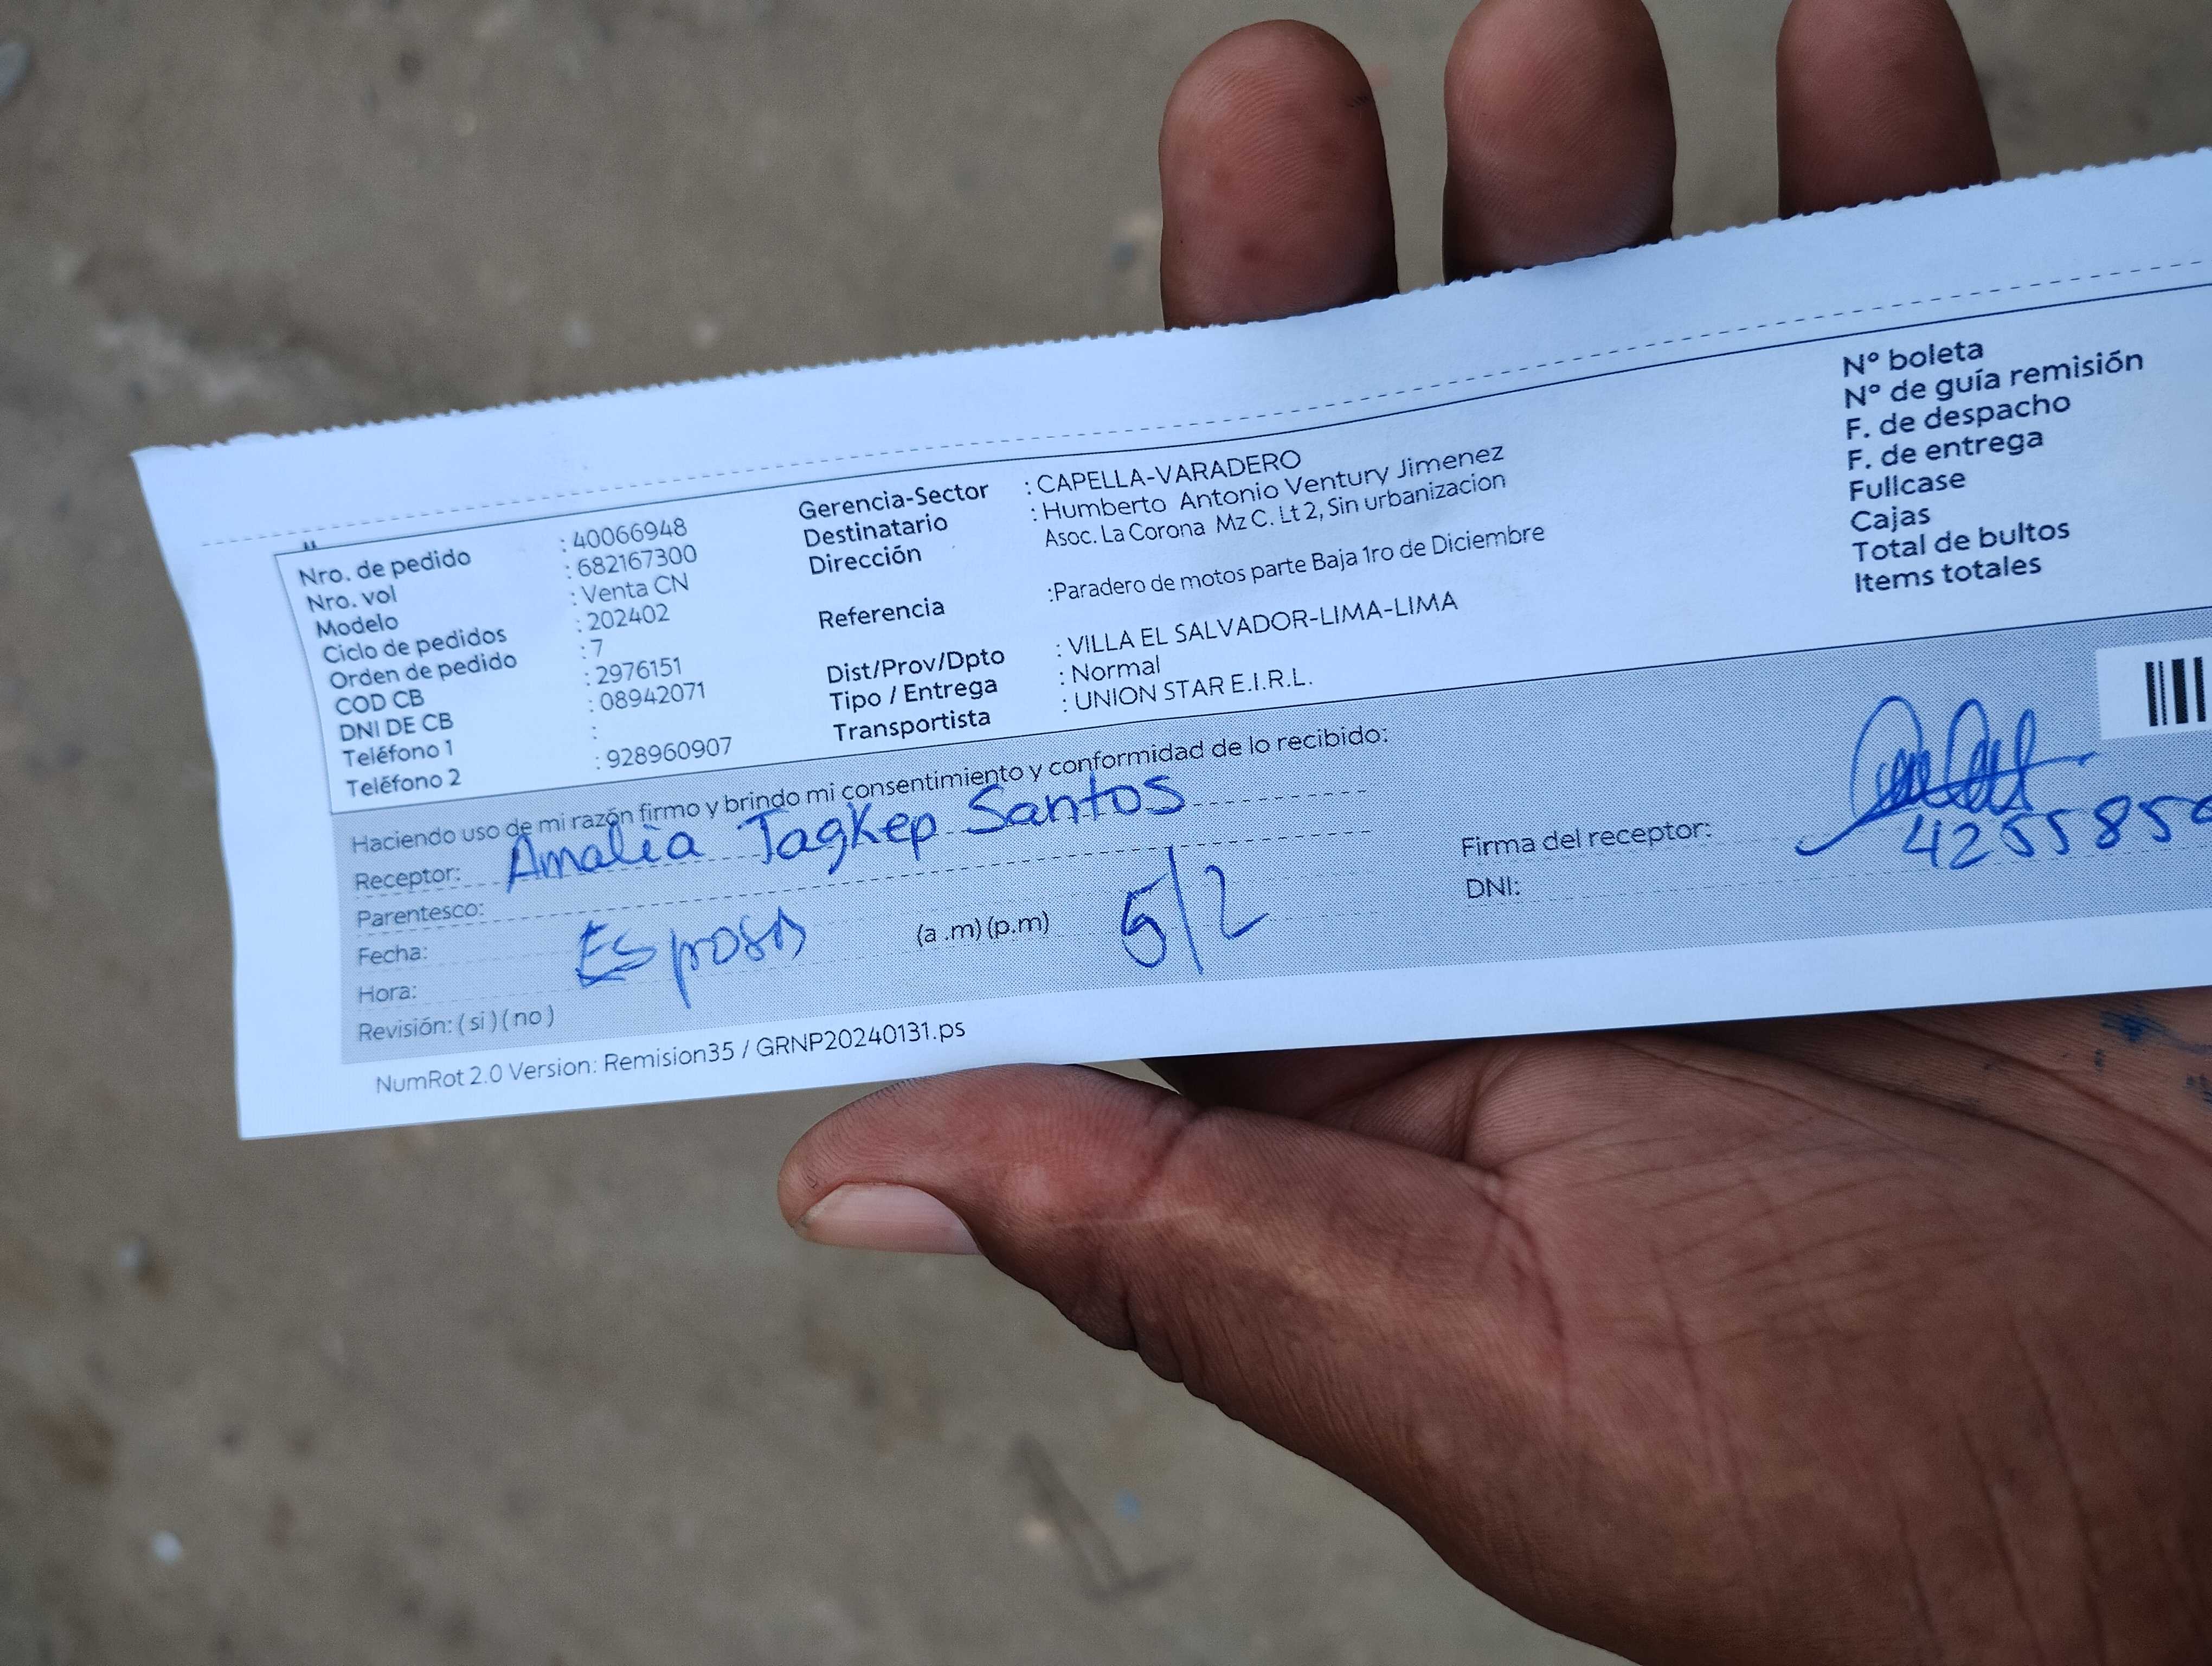 Nro. de pedido : 40066948
Nro. vol : 682167300
Modelo : Venta CN
Ciclo de pedidos : 202402
Orden de pedido : 7
COD CB : 2976151
DNI DE CB : 08942071
Teléfono 1 :
Teléfono 2 : 928960907
Gerencia-Sector : CAPELLA-VARADERO
Destinatario : Humberto Antonio Ventury Jimenez
Dirección Asoc. La Corona Mz C. Lt 2, Sin urbanizacion
Referencia :Paradero de motos parte Baja 1ro de Diciembre
Dist/Prov/Dpto : VILLA EL SALVADOR-LIMA-LIMA
Tipo / Entrega : Normal
Transportista : UNION STAR E.I.R.L.
N° boleta
N° de guía remisión
F. de despacho
F. de entrega
Fullcase
Cajas
Total de bultos
Items totales
Haciendo uso de mi razón firmo y brindo mi consentimiento y conformidad de lo recibido:
Receptor: Amalia Tagkep Santos
Parentesco:
Fecha: Esposa (a .m) (p.m) 5/2
Hora:
Revisión: ( si ) ( no )
Firma del receptor:
DNI: 4255850
NumRot 2.0 Version: Remision35 / GRNP20240131.ps